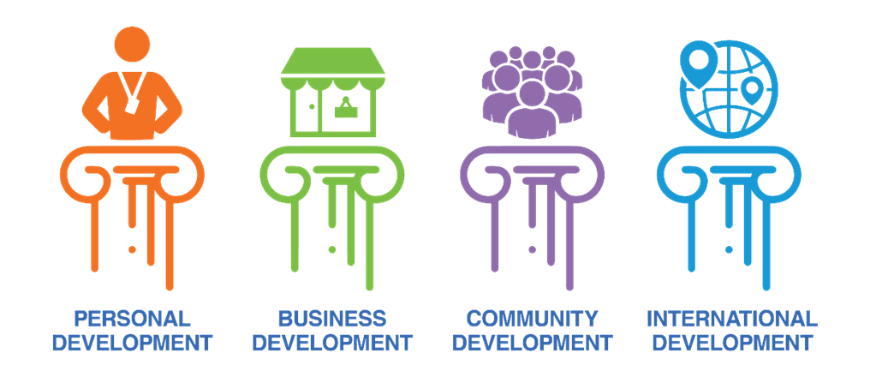 PERSONAL
DEVELOPMENT
BUSINESS
DEVELOPMENT
COMMUNITY
DEVELOPMENT
INTERNATIONAL
DEVELOPMENT